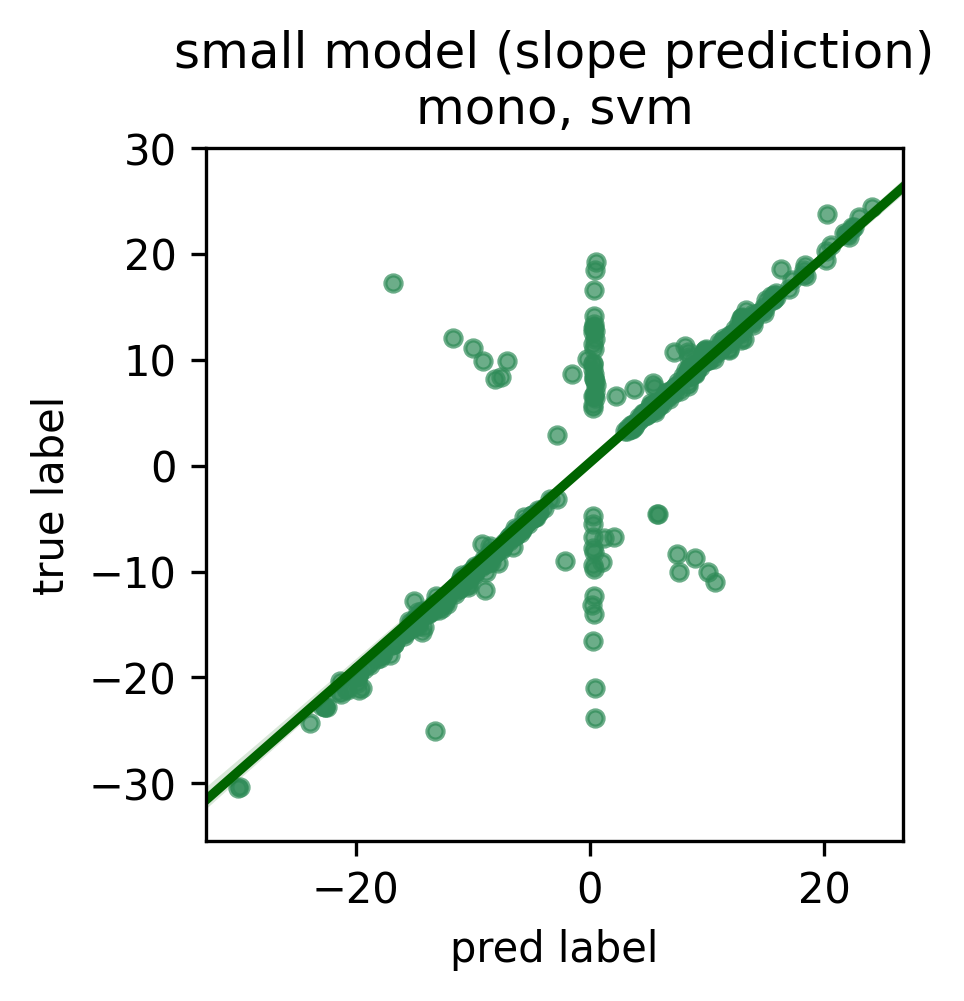 small model (slope prediction)
mono, svm
30
20
10
0
−10
−20
−30
true label
−20 0 20
pred label